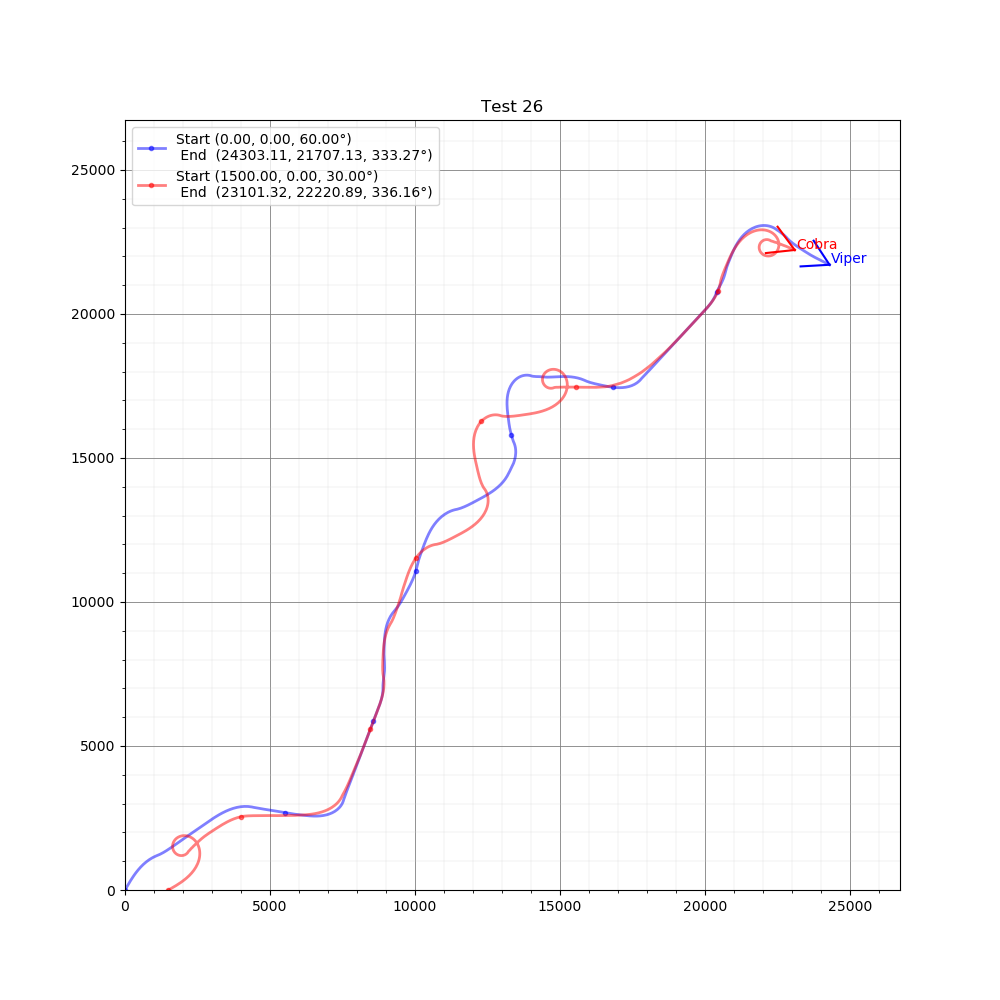 Test 26
Start (0.00, 0.00, 60.00°)
End (24303.11, 21707.13, 333.27°)
Start (1500.00, 0.00, 30.00°)
End (23101.32, 22220.89, 336.16°)
Cobra
Viper
25000
20000
15000
10000
5000
0
0 5000 10000 15000 20000 25000